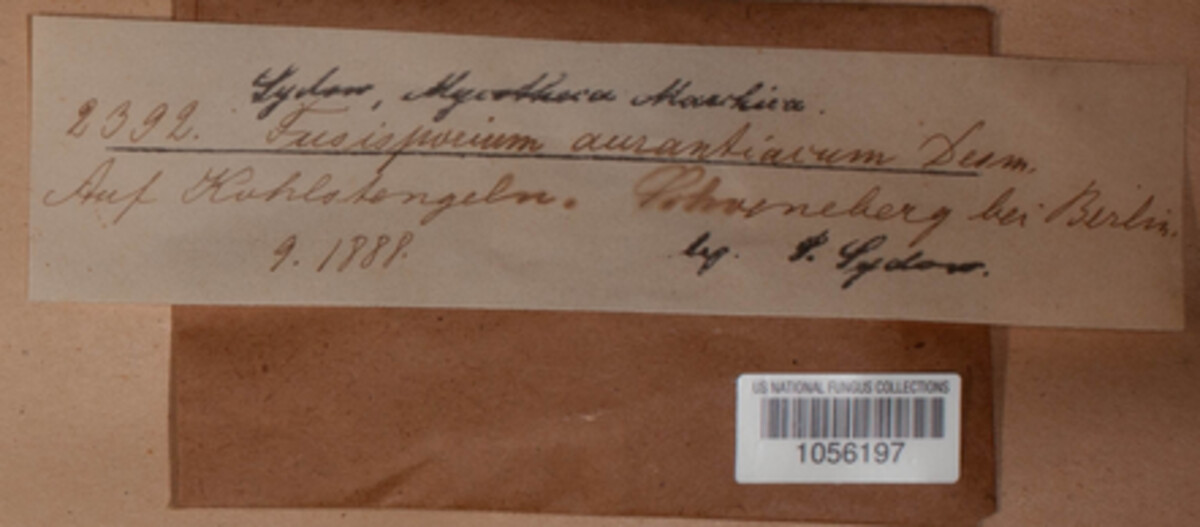 Sydow, Mycotheca Marchica.
2392. Fusisporium aurantiacum Desm.
Auf Kohlstengeln. Schoeneberg bei Berlin.
9. 1888. leg. P. Sydow.
US NATIONAL FUNGUS COLLECTIONS
1056197